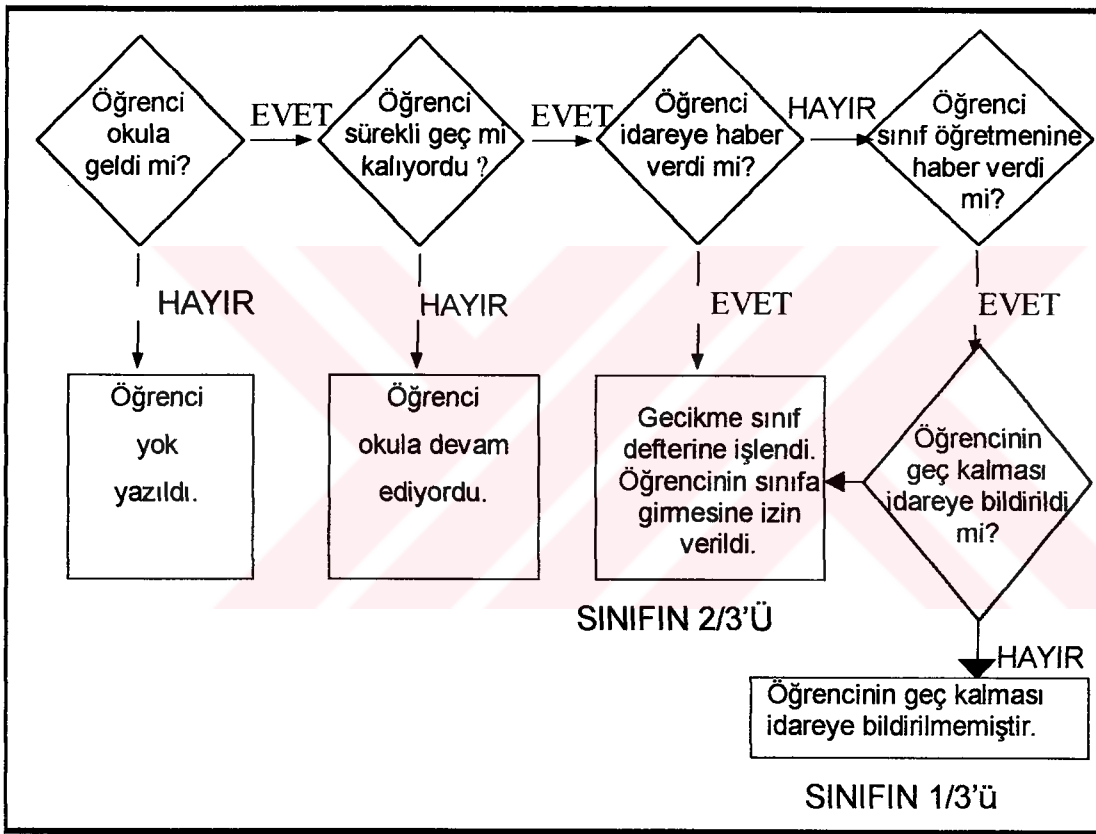 Öğrenci
okula
geldi mi?
EVET
Öğrenci
sürekli geç mi
kalıyordu ?
EVET
Öğrenci
idareye haber
verdi mi?
HAYIR
Öğrenci
sınıf öğretmenine
haber verdi
mi?
HAYIR
HAYIR
EVET
EVET
Öğrenci
yok
yazıldı.
Öğrenci
okula devam
ediyordu.
Gecikme sınıf
defterine işlendi.
Öğrencinin sınıfa
girmesine izin
verildi.
Öğrencinin
geç kalması
idareye bildirildi
mi?
SINIFIN 2/3'Ü
HAYIR
Öğrencinin geç kalması
idareye bildirilmemiştir.
SINIFIN 1/3'ü